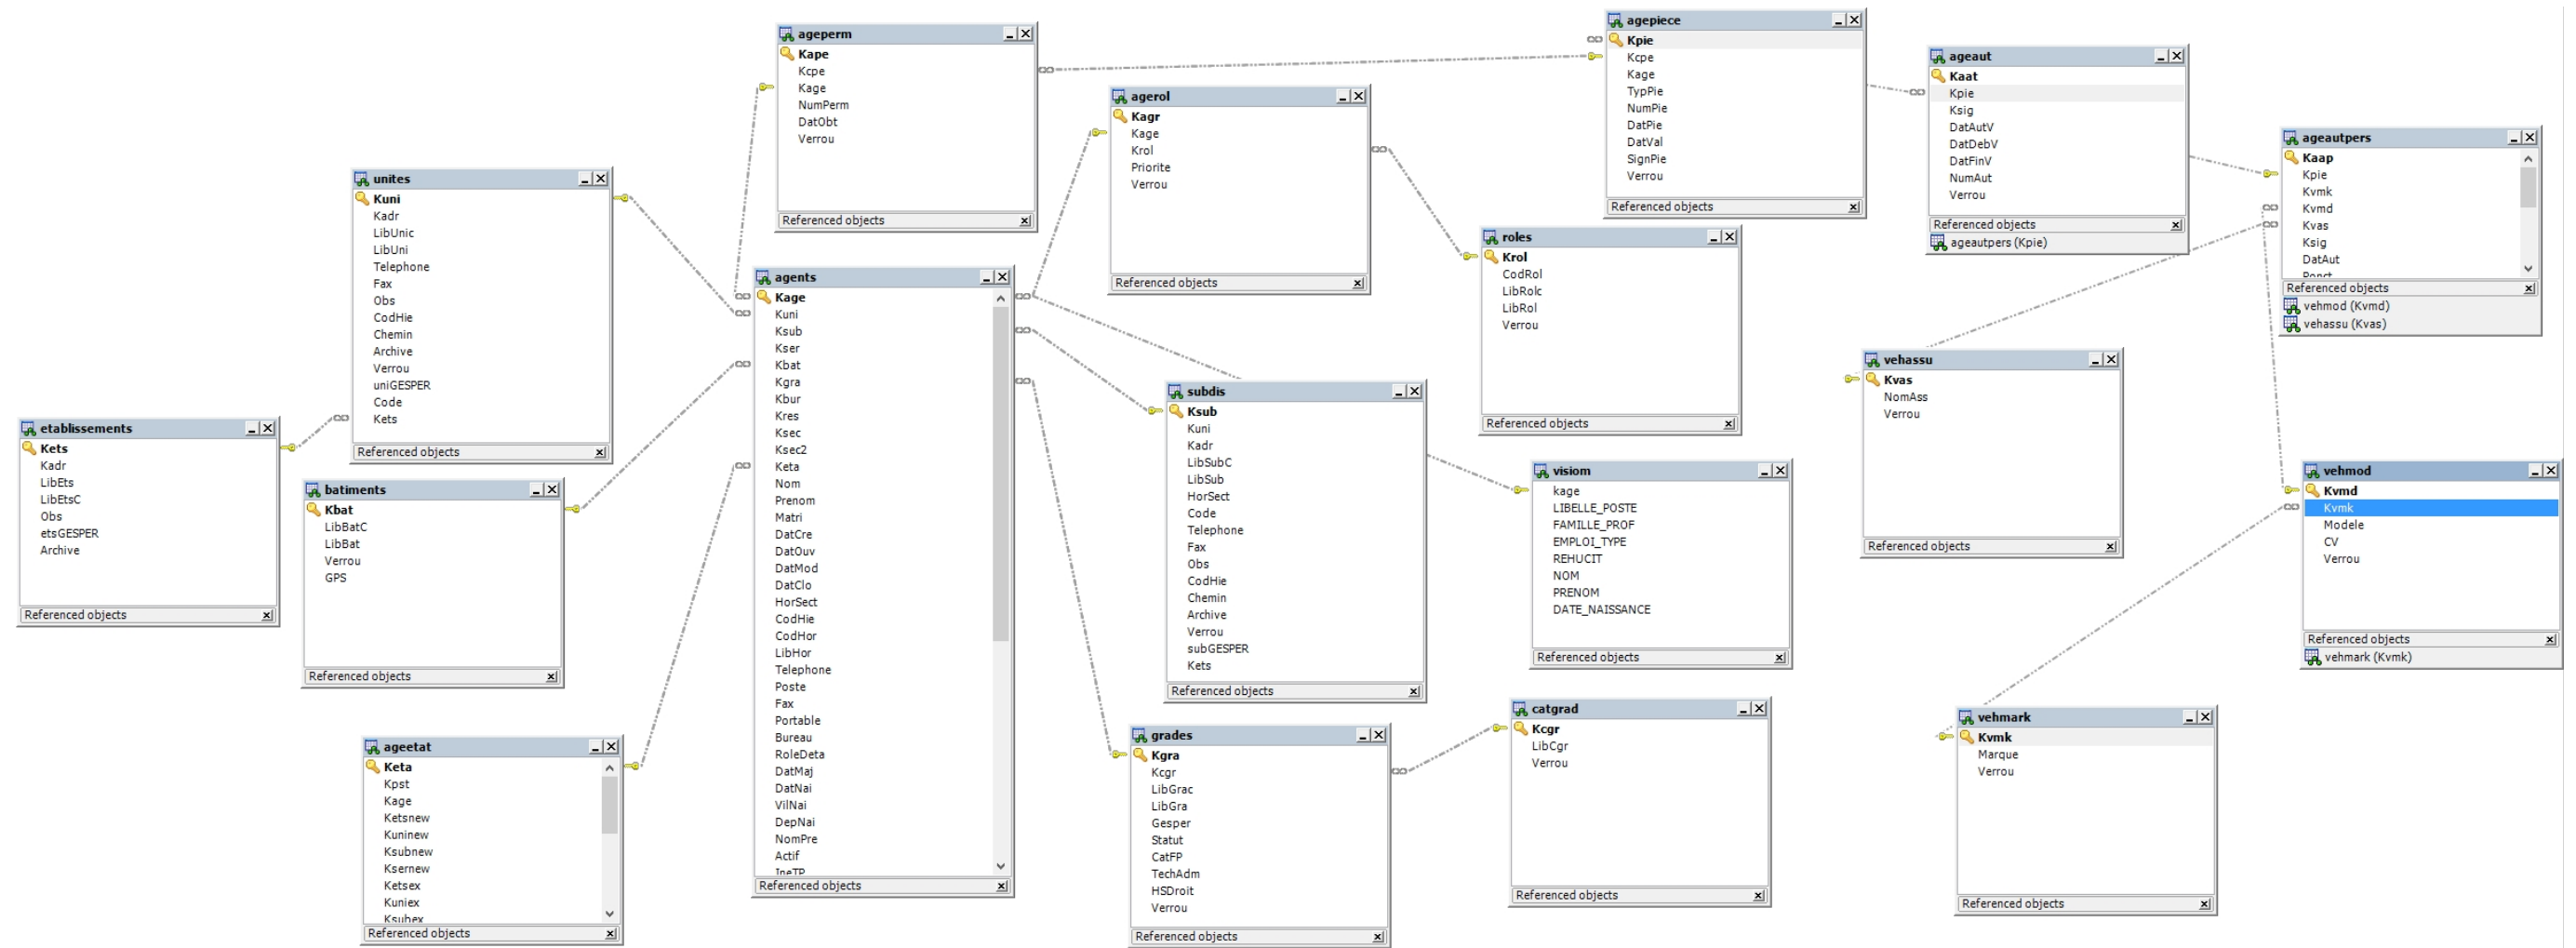 ageperm
Kape
Kcpe
Kage
NumPerm
DatObt
Verrou
Referenced objects
agepiece
Kpie
Kcpe
Kage
TypPie
NumPie
DatPie
DatVal
SignPie
Verrou
Referenced objects
ageaut
Kaat
Kpie
Ksig
DatAutV
DatDebV
DatFinV
NumAut
Verrou
Referenced objects
ageautpers (Kpie)
agerol
Kagr
Kage
Krol
Priorite
Verrou
Referenced objects
ageautpers
Kaap
Kpie
Kvmk
Kvmd
Kvas
Ksig
DatAut
Ponct
Referenced objects
vehmod (Kvmd)
vehassu (Kvas)
unites
Kuni
Kadr
LibUnic
LibUni
Telephone
Fax
Obs
CodHie
Chemin
Archive
Verrou
uniGESPER
Code
Kets
Referenced objects
roles
Krol
CodRol
LibRolc
LibRol
Verrou
Referenced objects
agents
Kage
Kuni
Ksub
Kser
Kbat
Kgra
Kbur
Kres
Ksec
Ksec2
Keta
Nom
Prenom
Matri
DatCre
DatOuv
DatMod
DatClo
HorSect
CodHie
CodHor
LibHor
Telephone
Poste
Fax
Portable
Bureau
RoleDeta
DatMaj
DatNai
VilNai
DepNai
NomPre
Actif
IneTP
Referenced objects
vehassu
Kvas
NomAss
Verrou
Referenced objects
subdis
Ksub
Kuni
Kadr
LibSubC
LibSub
HorSect
Code
Telephone
Fax
Obs
CodHie
Chemin
Archive
Verrou
subGESPER
Kets
Referenced objects
etablissements
Kets
Kadr
LibEts
LibEtsC
Obs
etsGESPER
Archive
Referenced objects
visiom
kage
LIBELLE_POSTE
FAMILLE_PROF
EMPLOI_TYPE
REHUCIT
NOM
PRENOM
DATE_NAISSANCE
Referenced objects
vehmod
Kvmd
Kvmk
Modele
CV
Verrou
Referenced objects
vehmark (Kvmk)
batiments
Kbat
LibBatC
LibBat
Verrou
GPS
Referenced objects
catgrad
Kcgr
LibCgr
Verrou
Referenced objects
vehmark
Kvmk
Marque
Verrou
Referenced objects
grades
Kgra
Kcgr
LibGrac
LibGra
Gesper
Statut
CatFP
TechAdm
HSDroit
Verrou
Referenced objects
ageetat
Keta
Kpst
Kage
Ketsnew
Kuninew
Ksubnew
Ksernew
Ketsex
Kuniex
Ksubex
Referenced objects